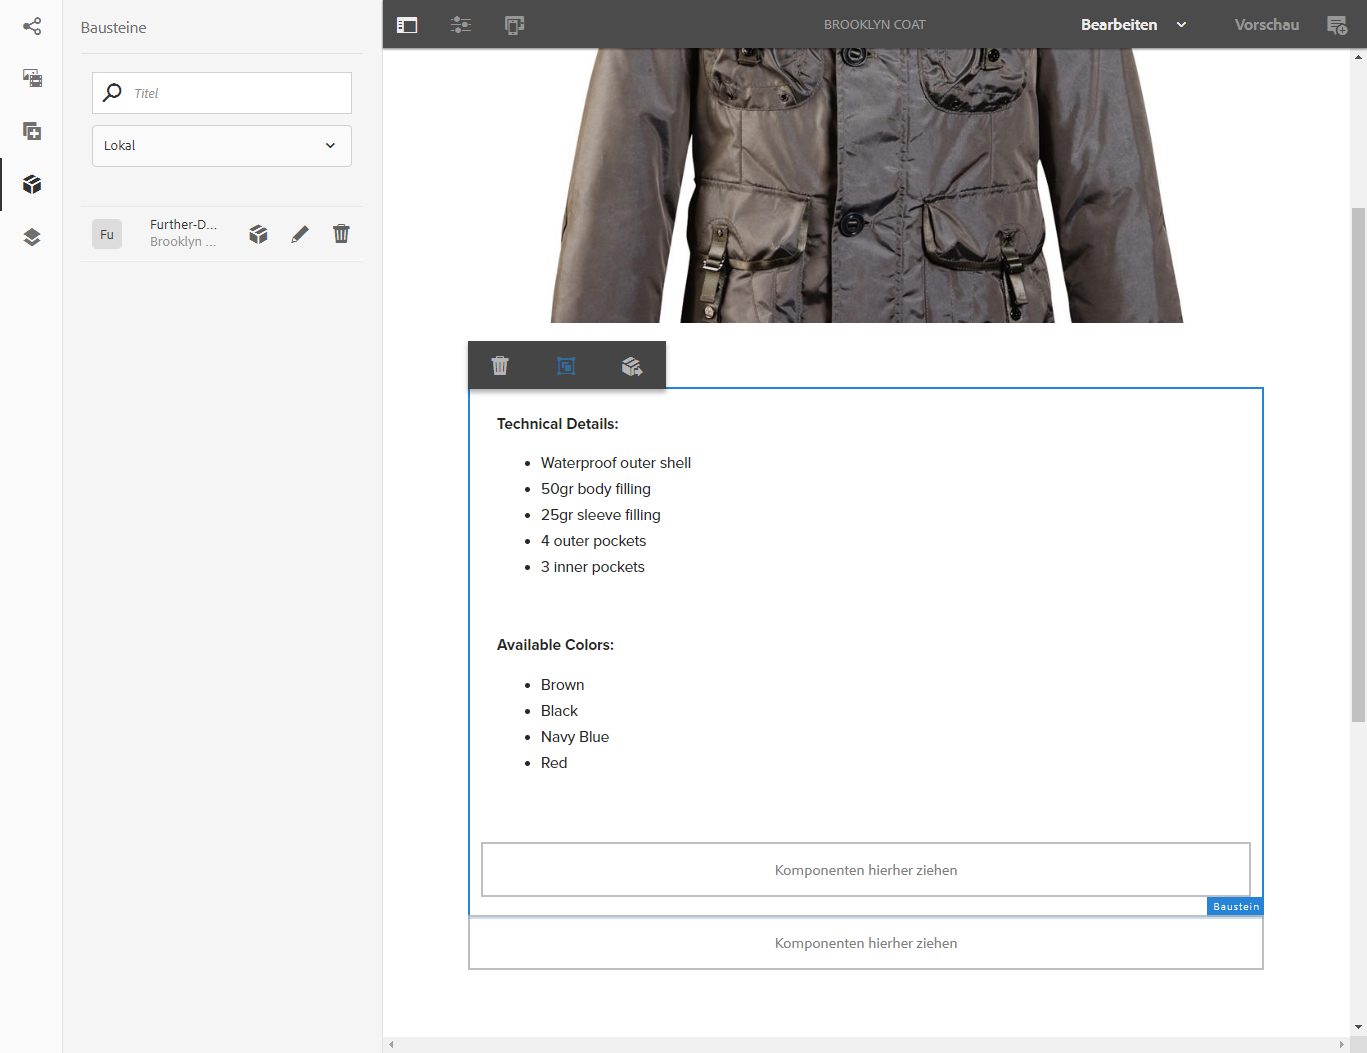 Bausteine
BROOKLYN COAT
Bearbeiten
Vorschau
Titel
Lokal
Fu
Further-D...
Brooklyn ...
Technical Details:
Waterproof outer shell
50gr body filling
25gr sleeve filling
4 outer pockets
3 inner pockets
Available Colors:
Brown
Black
Navy Blue
Red
Komponenten hierher ziehen
Baustein
Komponenten hierher ziehen